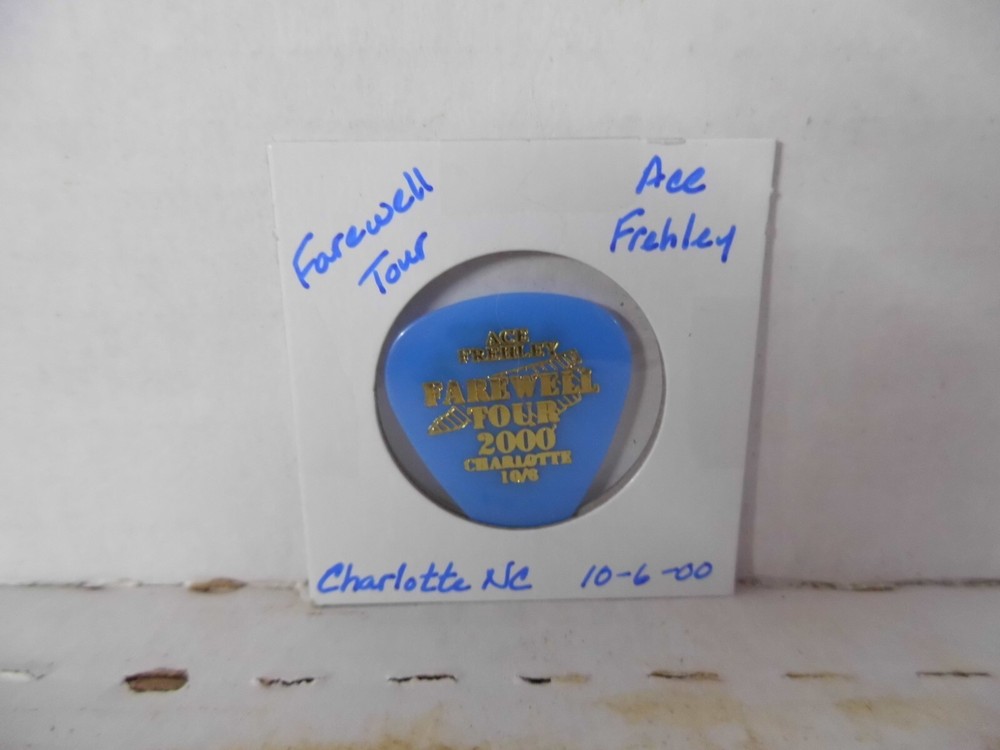 Farewell
Tour
Ace
Frehley
ACE
FREHLEY
FAREWELL
TOUR
2000
CHARLOTTE
10/6
Charlotte NC 10-6-00